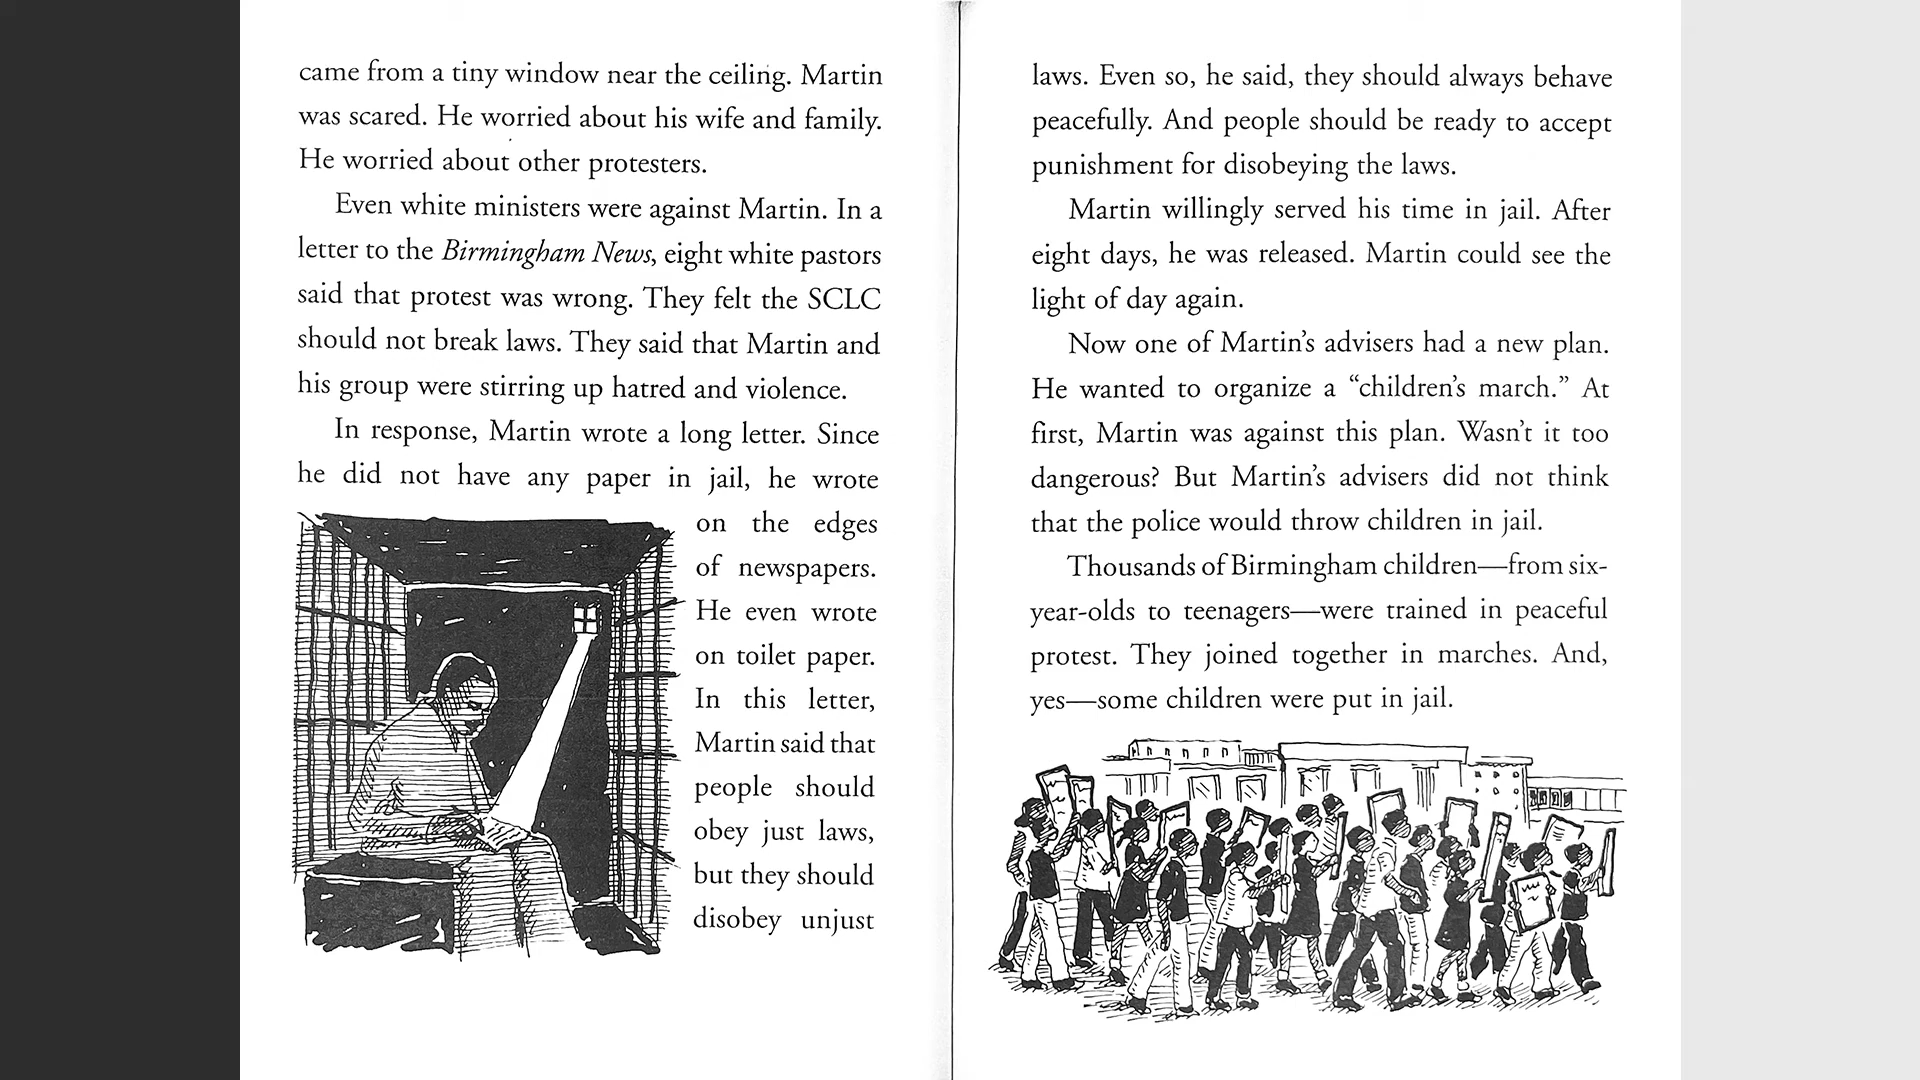 came from a tiny window near the ceiling. Martin
was scared. He worried about his wife and family.
He worried about other protesters.
Even white ministers were against Martin. In a
letter to the Birmingham News, eight white pastors
said that protest was wrong. They felt the SCLC
should not break laws. They said that Martin and
his group were stirring up hatred and violence.
In response, Martin wrote a long letter. Since
he did not have any paper in jail, he wrote
on the edges
of newspapers.
He even wrote
on toilet paper.
In this letter,
Martin said that
people should
obey just laws,
but they should
disobey unjust
laws. Even so, he said, they should always behave
peacefully. And people should be ready to accept
punishment for disobeying the laws.
Martin willingly served his time in jail. After
eight days, he was released. Martin could see the
light of day again.
Now one of Martin’s advisers had a new plan.
He wanted to organize a “children’s march.” At
first, Martin was against this plan. Wasn’t it too
dangerous? But Martin’s advisers did not think
that the police would throw children in jail.
Thousands of Birmingham children—from six-
year-olds to teenagers—were trained in peaceful
protest. They joined together in marches. And,
yes—some children were put in jail.